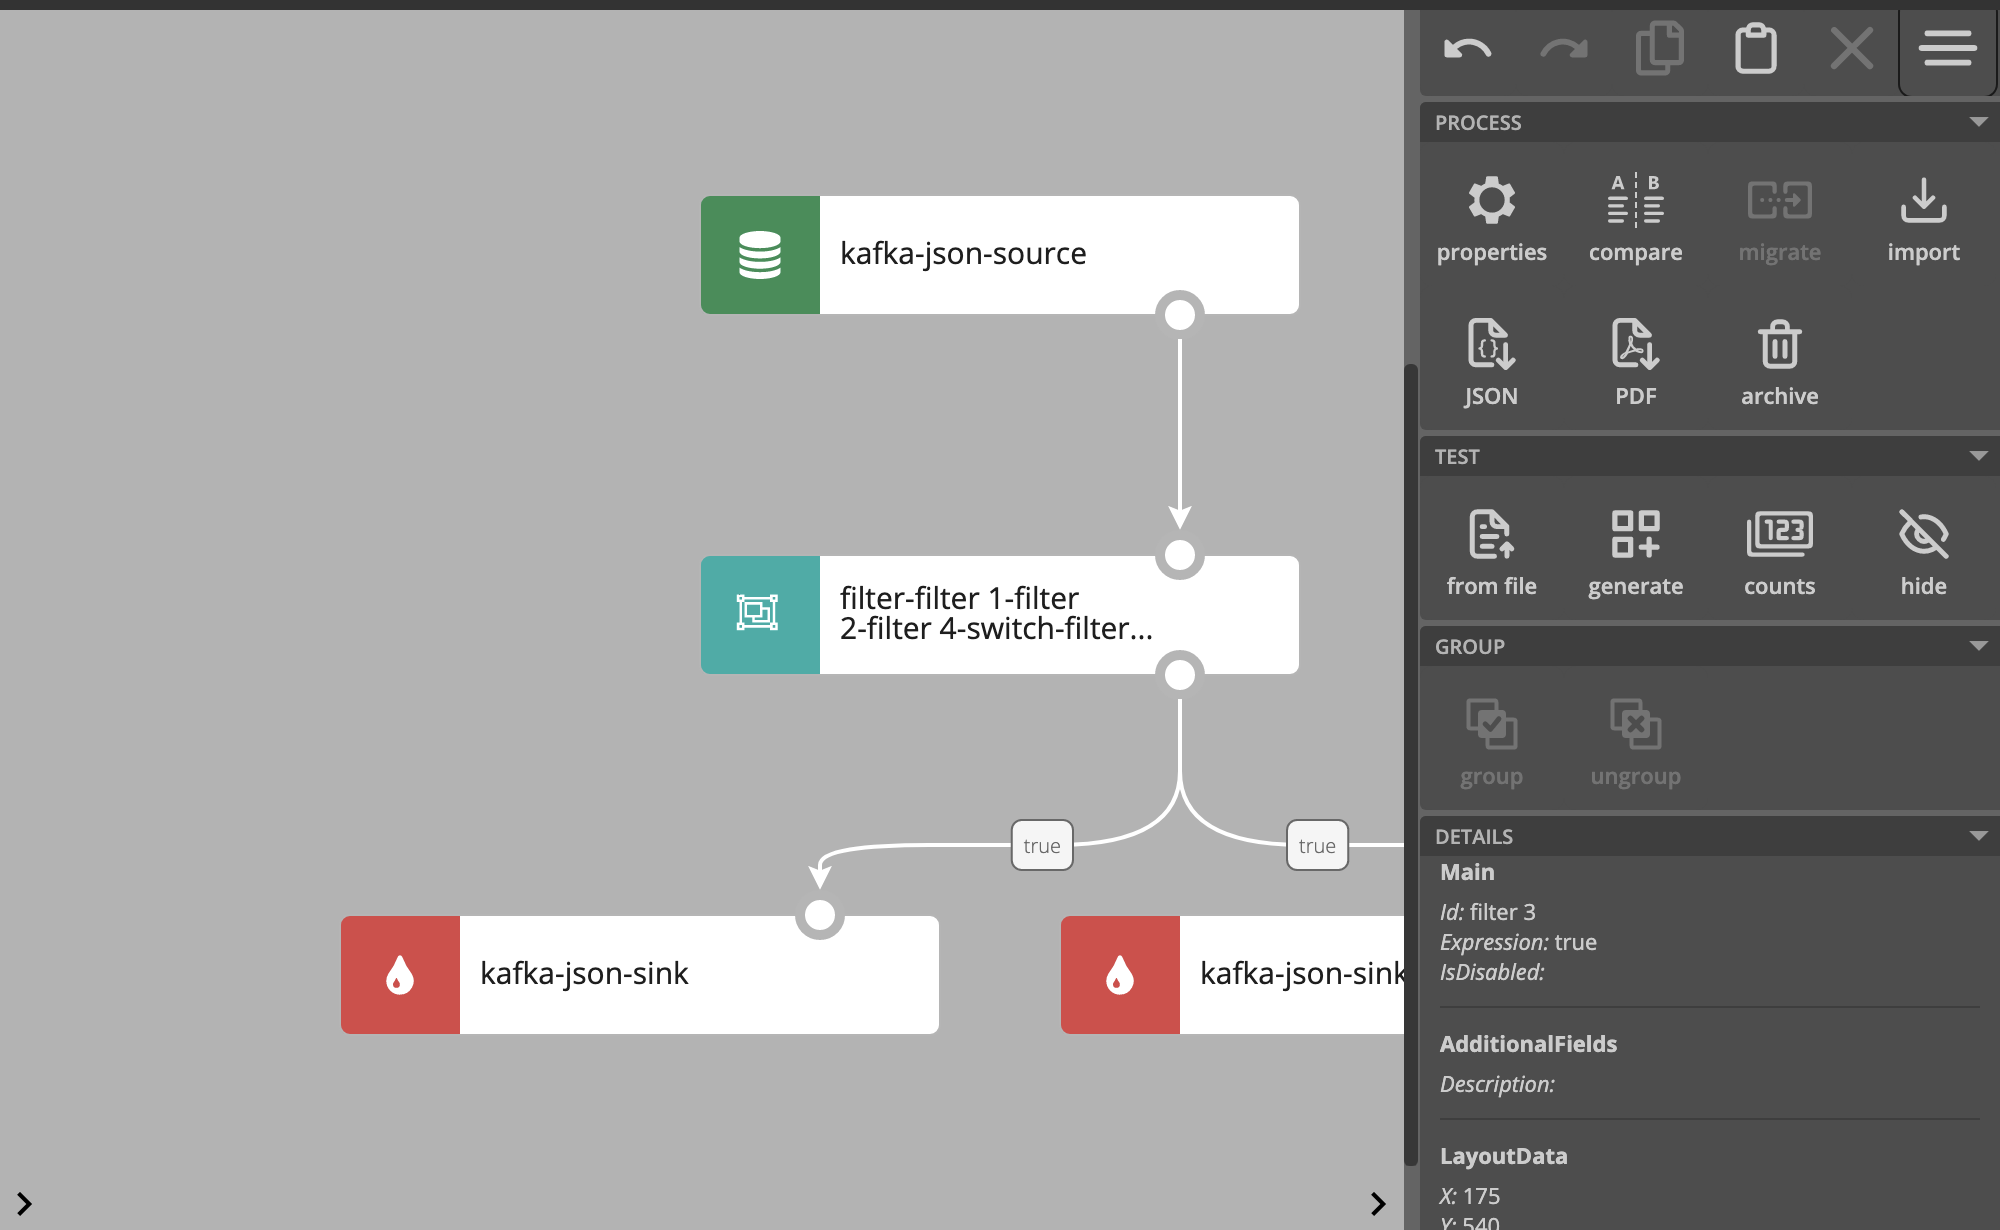 kafka-json-source
filter-filter 1-filter
2-filter 4-switch-filter...
true
true
kafka-json-sink
kafka-json-sink
PROCESS
A B
properties
compare
migrate
import
{}
JSON
PDF
archive
TEST
123
from file
generate
counts
hide
GROUP
group
ungroup
DETAILS
Main
Id: filter 3
Expression: true
IsDisabled:
AdditionalFields
Description:
LayoutData
X: 175
Y: 540